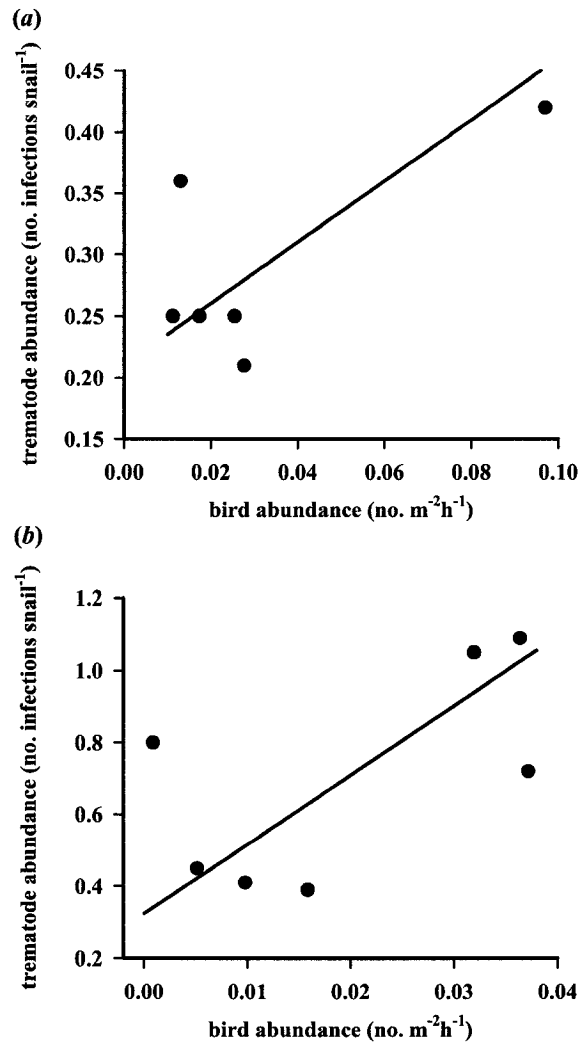 (a)
trematode abundance (no. infections snail⁻¹)
0.45
0.40
0.35
0.30
0.25
0.20
0.15
0.00 0.02 0.04 0.06 0.08 0.10
bird abundance (no. m⁻²h⁻¹)
(b)
trematode abundance (no. infections snail⁻¹)
1.2
1.0
0.8
0.6
0.4
0.2
0.00 0.01 0.02 0.03 0.04
bird abundance (no. m⁻²h⁻¹)